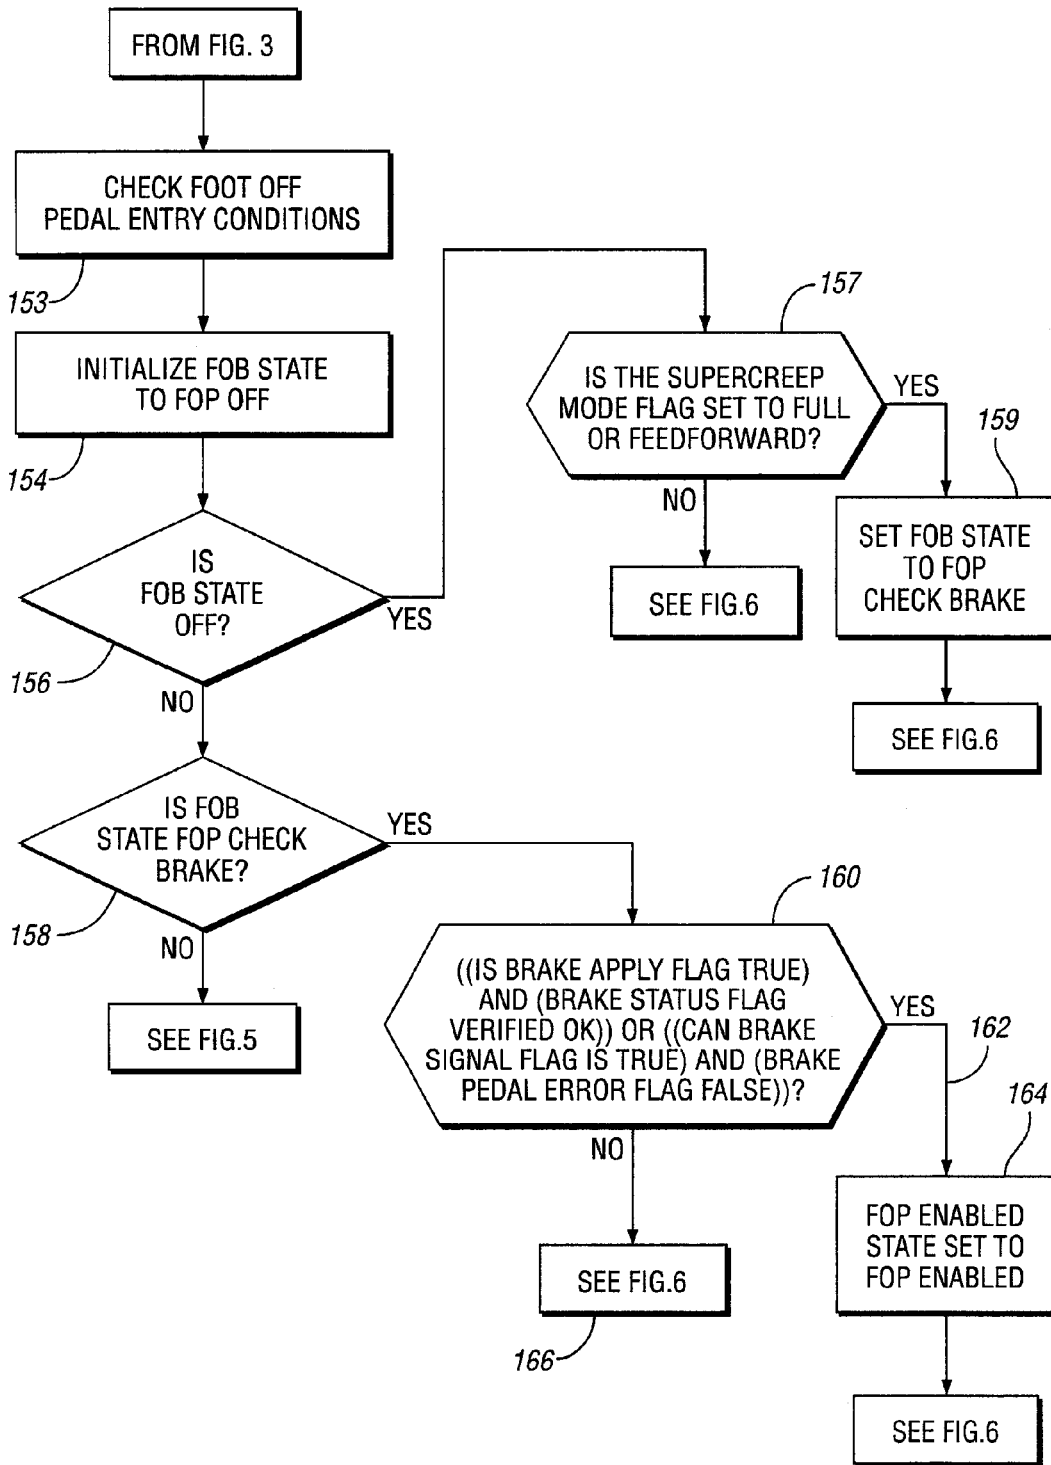 FROM FIG. 3
CHECK FOOT OFF
PEDAL ENTRY CONDITIONS
153
INITIALIZE FOB STATE
TO FOP OFF
154
IS
FOB STATE
OFF?
YES
156
NO
157
IS THE SUPERCREEP
MODE FLAG SET TO FULL
OR FEEDFORWARD?
YES
NO
159
SET FOB STATE
TO FOP
CHECK BRAKE
SEE FIG.6
SEE FIG.6
IS FOB
STATE FOP CHECK
BRAKE?
YES
158
NO
SEE FIG.5
160
((IS BRAKE APPLY FLAG TRUE)
AND (BRAKE STATUS FLAG
VERIFIED OK)) OR ((CAN BRAKE
SIGNAL FLAG IS TRUE) AND (BRAKE
PEDAL ERROR FLAG FALSE))?
YES
162
NO
164
FOP ENABLED
STATE SET TO
FOP ENABLED
SEE FIG.6
166
SEE FIG.6